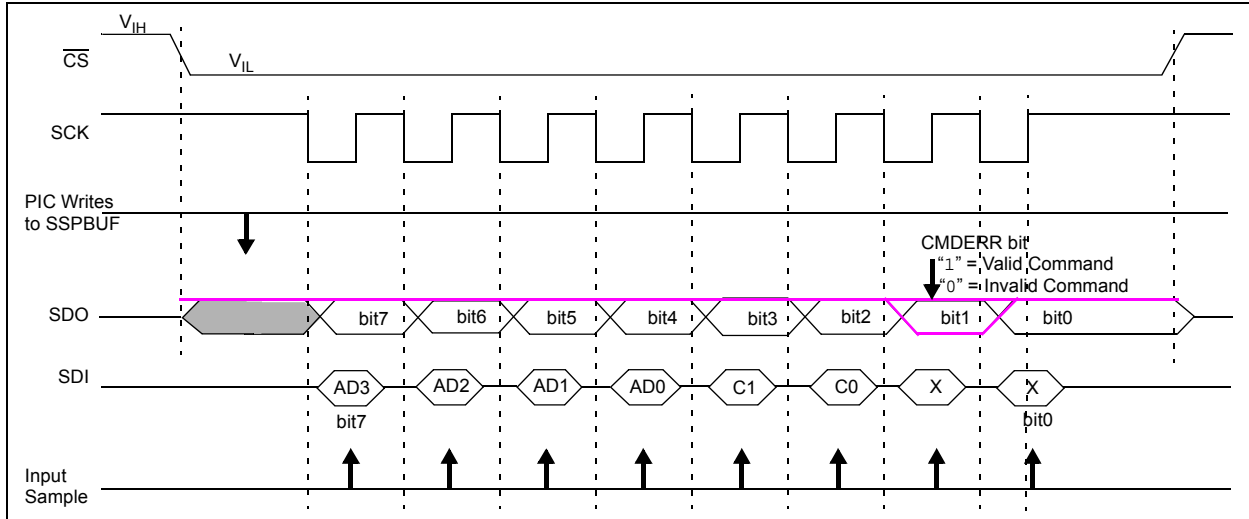 VIH
CS
VIL
SCK
PIC Writes
to SSPBUF
CMDERR bit
“1” = Valid Command
“0” = Invalid Command
SDO
bit7 bit6 bit5 bit4 bit3 bit2 bit1 bit0
SDI
AD3 AD2 AD1 AD0 C1 C0 X X
bit7 bit0
Input
Sample